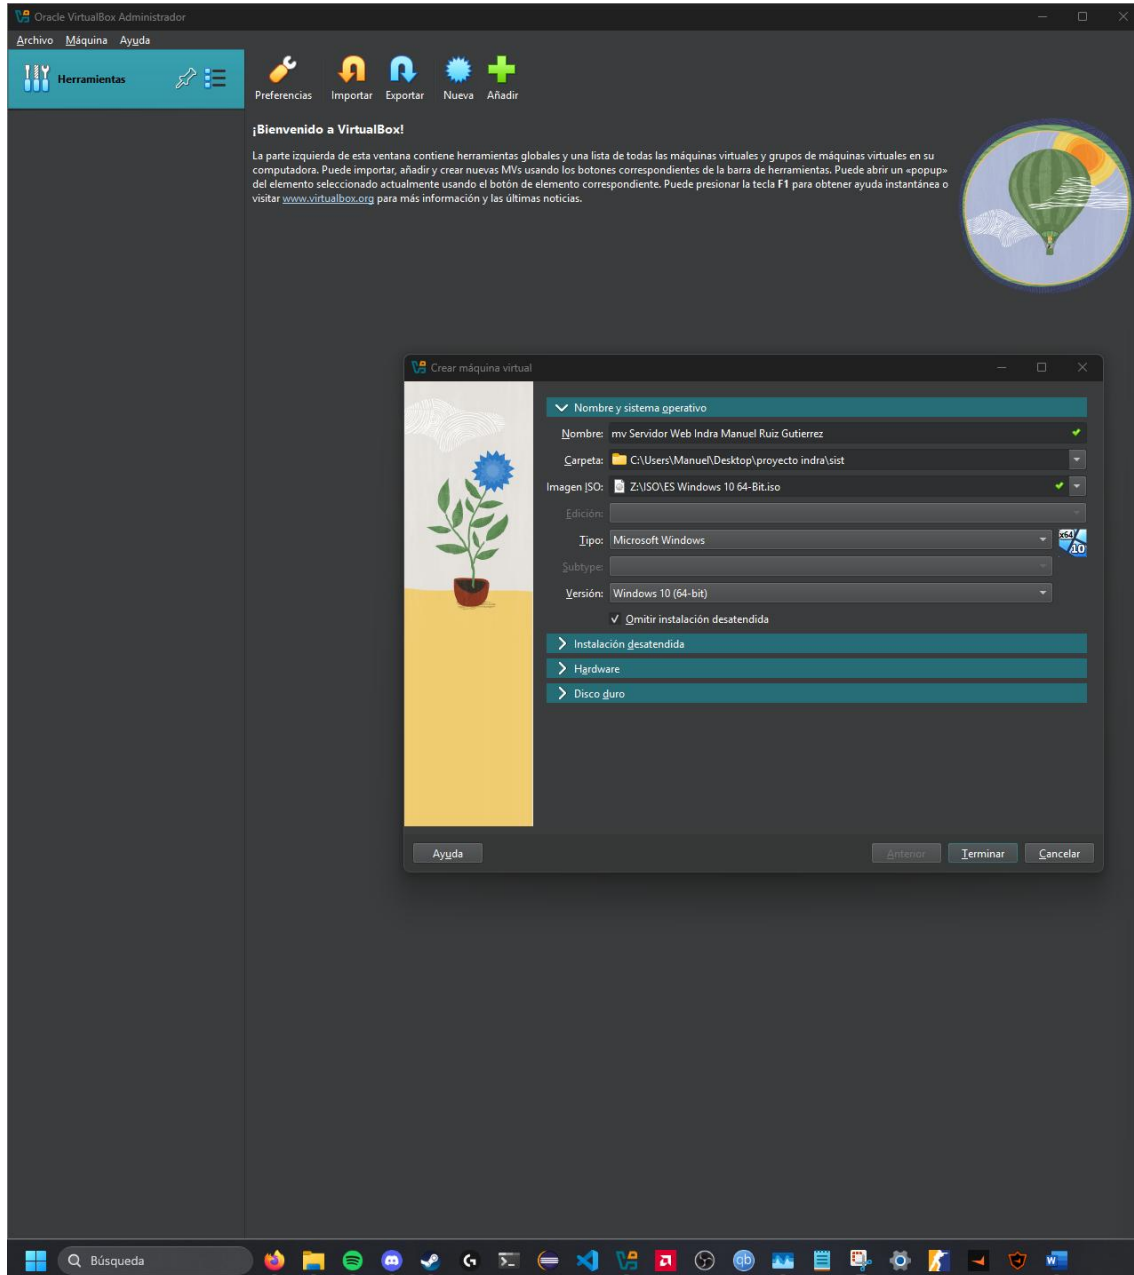 Oracle VirtualBox Administrador
Archivo Máquina Ayuda
Herramientas
Preferencias Importar Exportar Nueva Añadir
¡Bienvenido a VirtualBox!
La parte izquierda de esta ventana contiene herramientas globales y una lista de todas las máquinas virtuales y grupos de máquinas virtuales en su
computadora. Puede importar, añadir y crear nuevas MVs usando los botones correspondientes de la barra de herramientas. Puede abrir un «popup»
del elemento seleccionado actualmente usando el botón de elemento correspondiente. Puede presionar la tecla F1 para obtener ayuda instantánea o
visitar www.virtualbox.org para más información y las últimas noticias.
Crear máquina virtual
Nombre y sistema operativo
Nombre: mv Servidor Web Indra Manuel Ruiz Gutierrez
Carpeta: C:\Users\Manuel\Desktop\proyecto indra\sist
Imagen ISO: Z:\ISO\ES Windows 10 64-Bit.iso
Edición:
Tipo: Microsoft Windows
x64
10
Subtype:
Versión: Windows 10 (64-bit)
Omitir instalación desatendida
Instalación desatendida
Hardware
Disco duro
Ayuda Anterior Terminar Cancelar
Búsqueda
qb
W